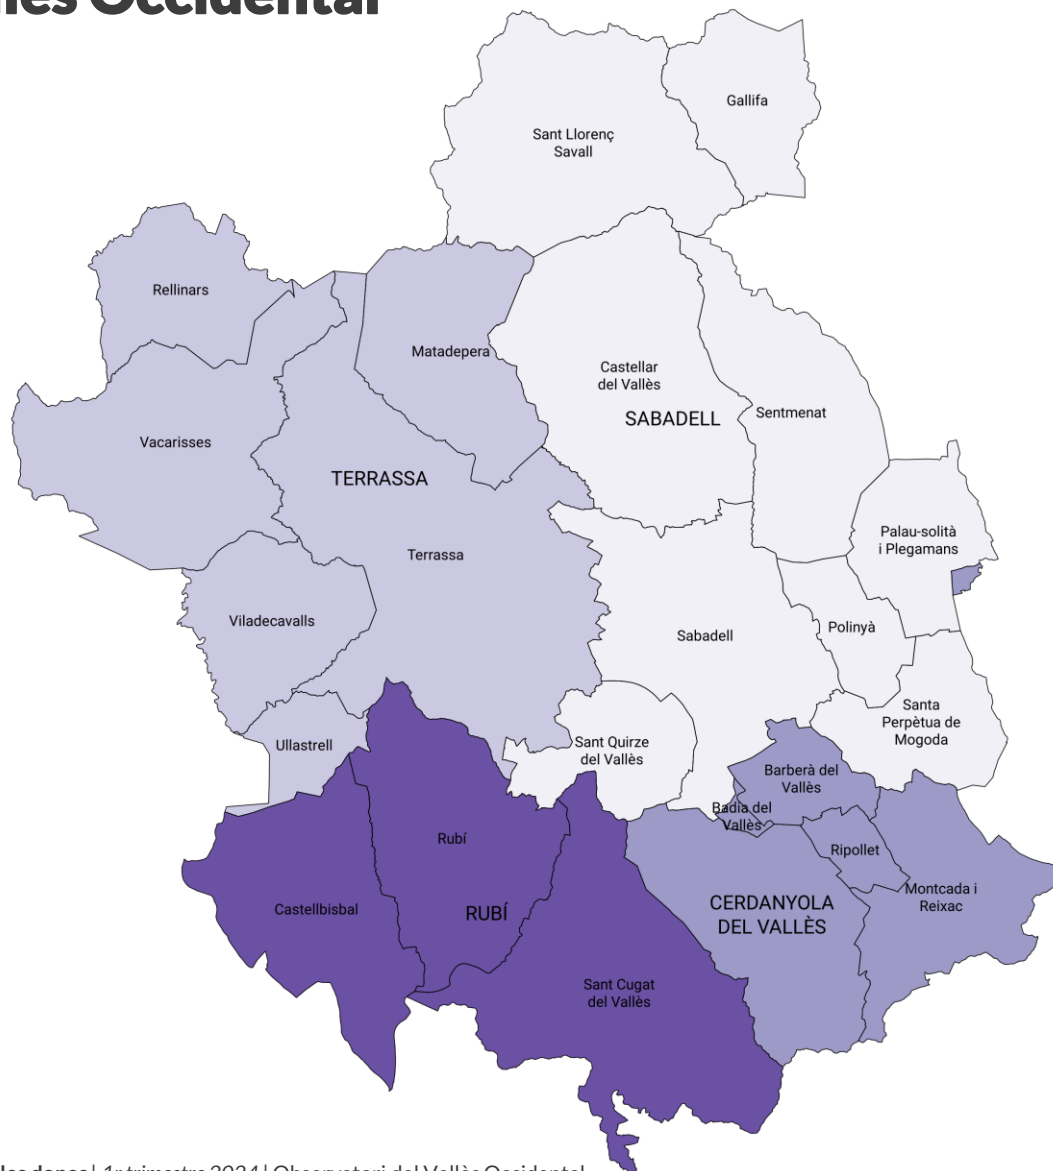 Occidental
Gallifa
Sant Llorenç
Savall
Rellinars
Matadepera
Castellar
del Vallès
SABADELL
Sentmenat
Vacarisses
TERRASSA
Palau-solità
i Plegamans
Terrassa
Viladecavalls
Polinyà
Sabadell
Santa
Perpètua de
Mogoda
Ullastrell
Sant Quirze
del Vallès
Barberà del
Vallès
Badia del
Vallès
Rubí
Ripollet
Montcada i
Reixac
CERDANYOLA
DEL VALLÈS
Castellbisbal
RUBÍ
Sant Cugat
del Vallès
| 1r trimestre 2024 | Observatori del Vallès Occidental